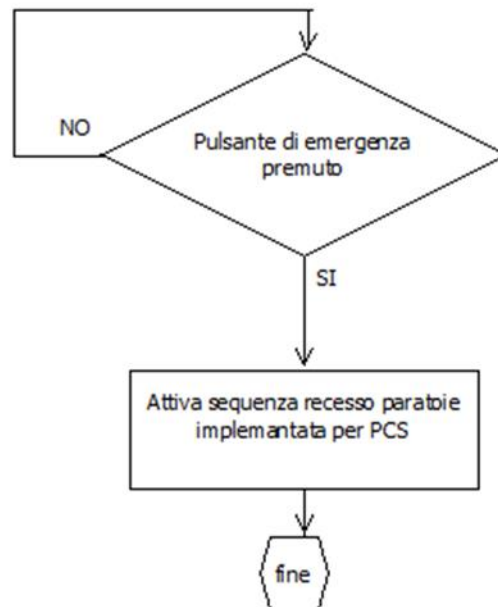 NO
Pulsante di emergenza
premuto
SI
Attiva sequenza recesso paratoie
implemantata per PCS
fine